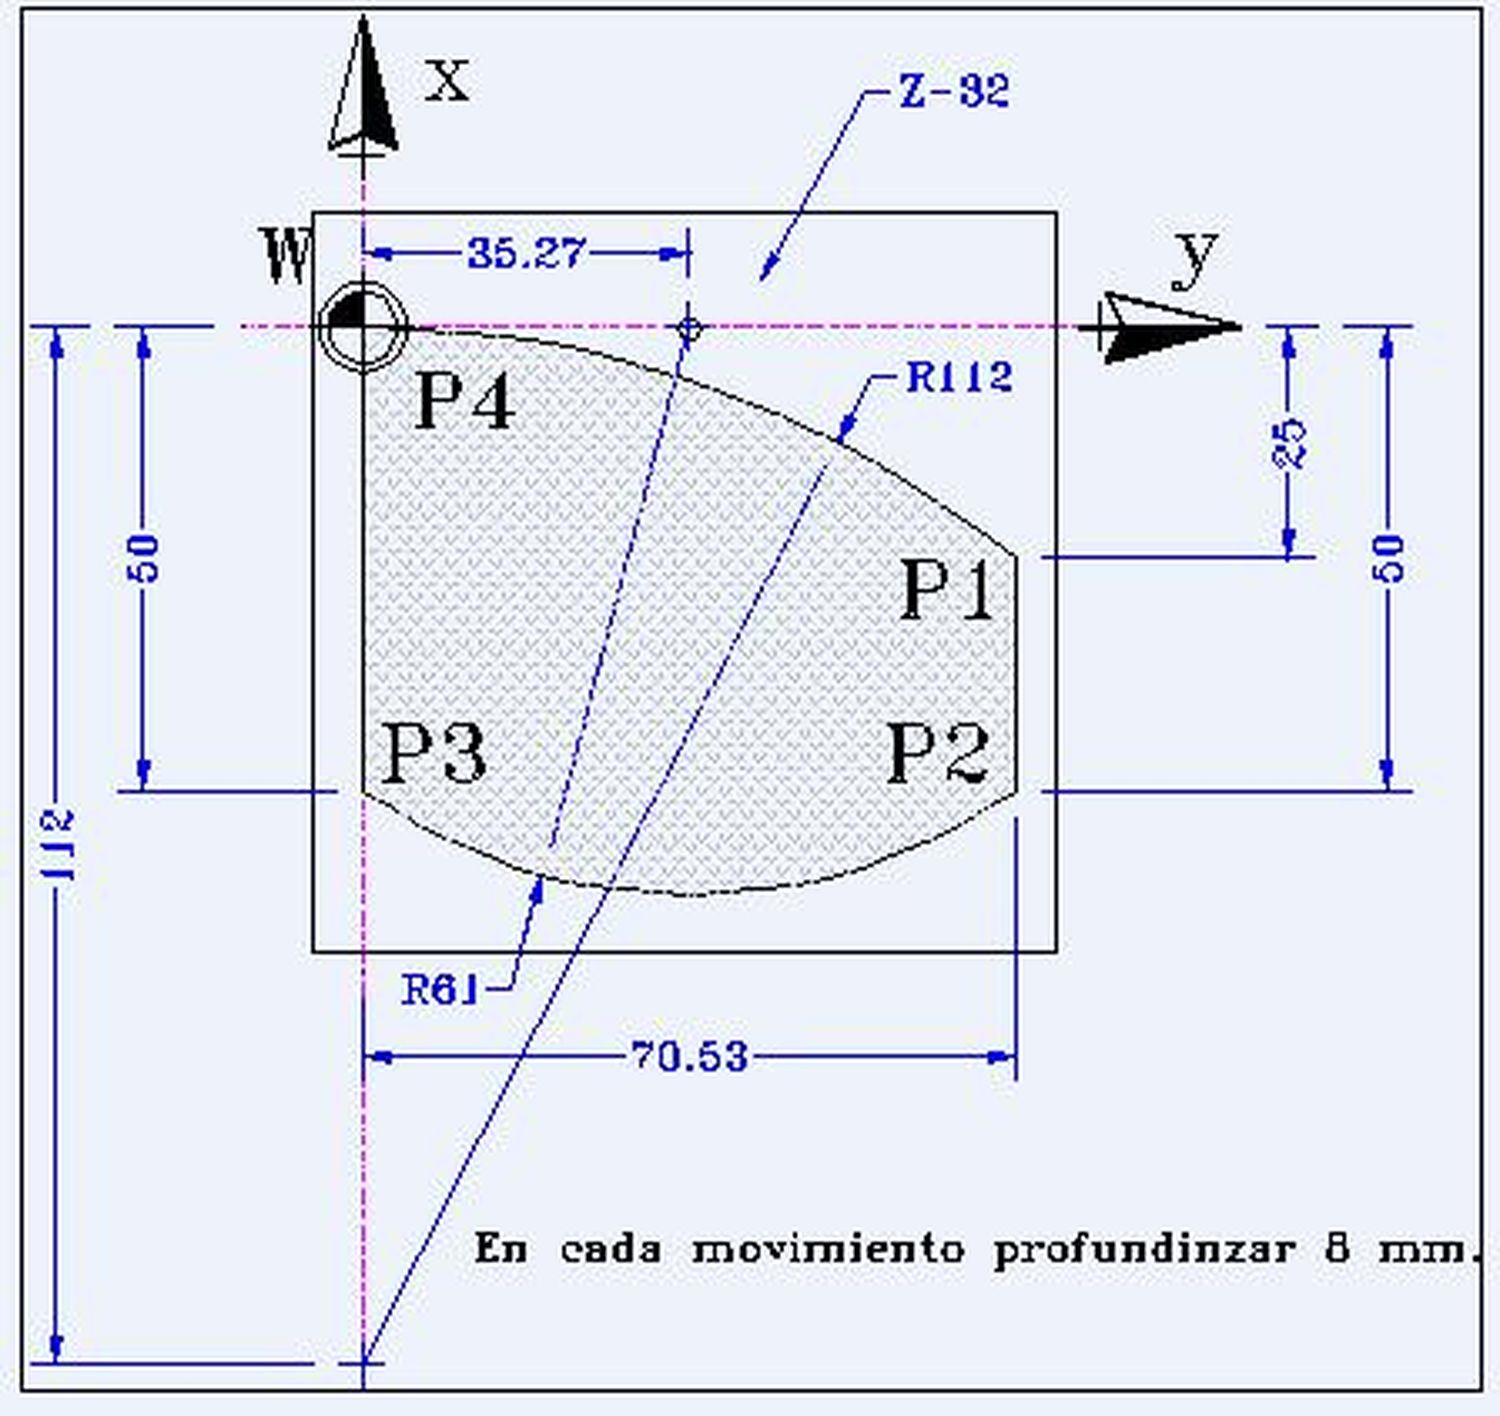 X
Z-32
W
35.27
y
P4
R112
25
50
50
P1
P3
P2
112
R61
70.53
En cada movimiento profundinzar 8 mm.